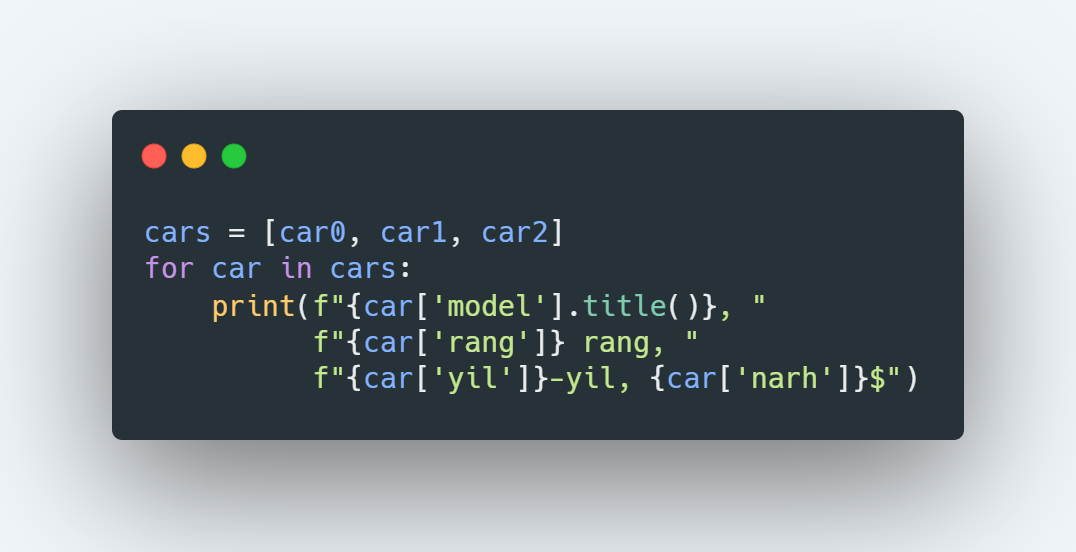 cars = [car0, car1, car2]
for car in cars:
    print(f"{car['model'].title()}, "
          f"{car['rang']} rang, "
          f"{car['yil']}-yil, {car['narh']}$")